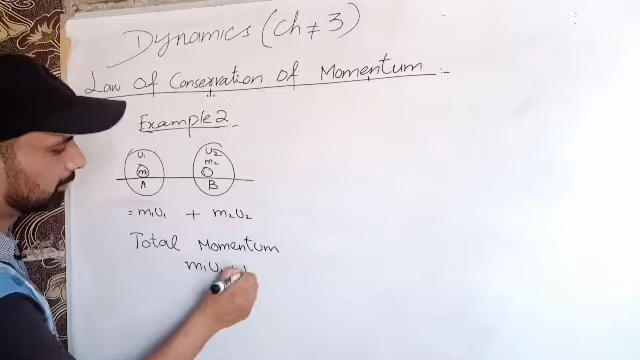 Dynamics (Ch # 3)
Law Of Conservation Of Momentum :-
Example 2 :-
U₁ U₂
m₂
m
A B
= m₁U₁ + m₂U₂
Total Momentum
m₁U₁ +